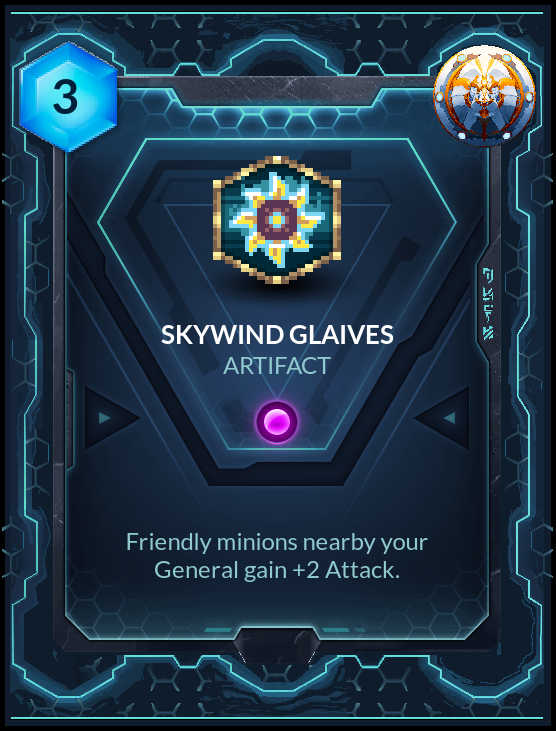 3
SKYWIND GLAIVES
ARTIFACT
Friendly minions nearby your
General gain +2 Attack.